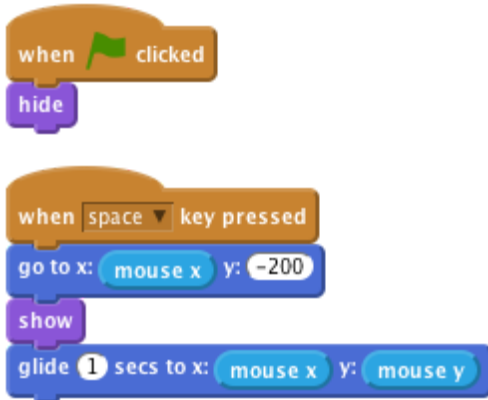 when clicked
hide
when space ▼ key pressed
go to x: mouse x y: -200
show
glide 1 secs to x: mouse x y: mouse y